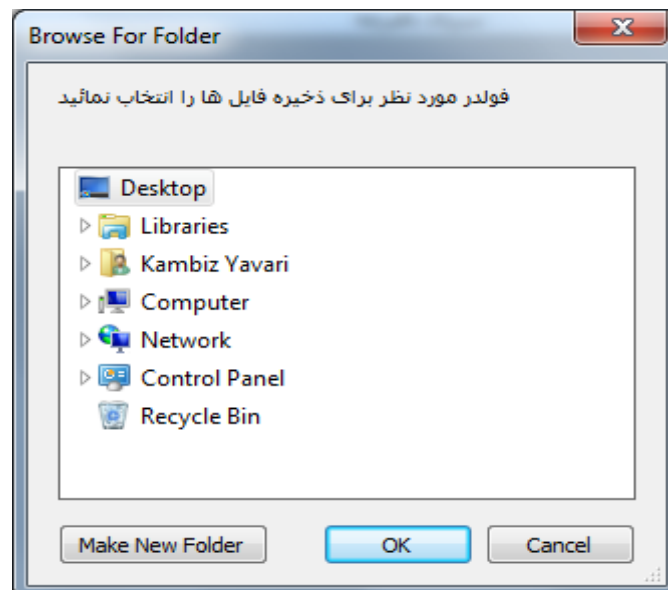 Browse For Folder
فولدر مورد نظر برای ذخیره فایل ها را انتخاب نمائید
Desktop
Libraries
Kambiz Yavari
Computer
Network
Control Panel
Recycle Bin
Make New Folder
OK
Cancel